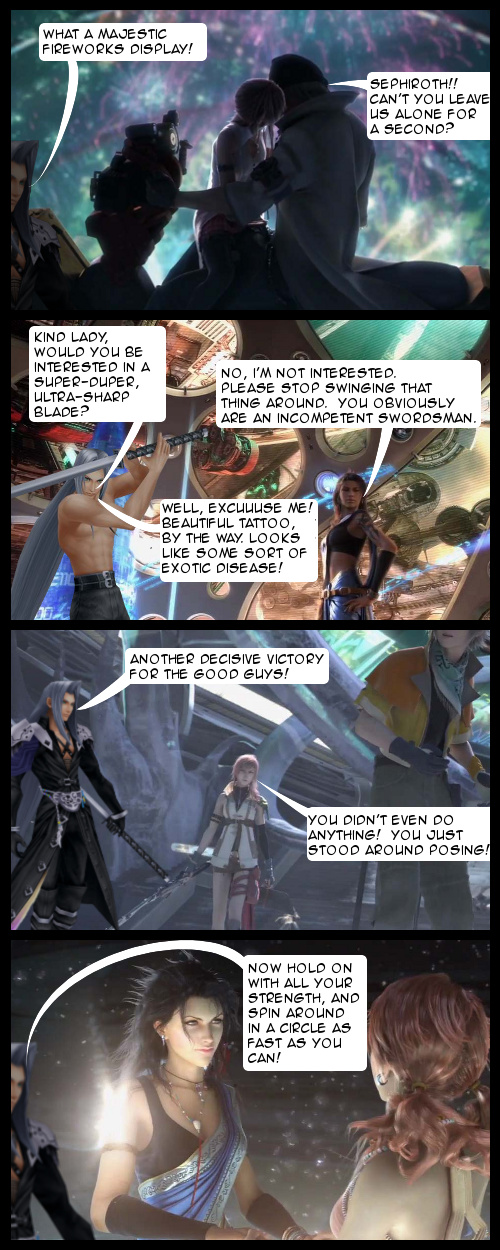 WHAT A MAJESTIC
FIREWORKS DISPLAY!
SEPHIROTH!!
CAN'T YOU LEAVE
US ALONE FOR
A SECOND?
KIND LADY,
WOULD YOU BE
INTERESTED IN A
SUPER-DUPER,
ULTRA-SHARP
BLADE?
NO, I'M NOT INTERESTED.
PLEASE STOP SWINGING THAT
THING AROUND. YOU OBVIOUSLY
ARE AN INCOMPETENT SWORDSMAN.
WELL, EXCUUUSE ME!
BEAUTIFUL TATTOO,
BY THE WAY. LOOKS
LIKE SOME SORT OF
EXOTIC DISEASE!
ANOTHER DECISIVE VICTORY
FOR THE GOOD GUYS!
YOU DIDN'T EVEN DO
ANYTHING! YOU JUST
STOOD AROUND POSING!
NOW HOLD ON
WITH ALL YOUR
STRENGTH, AND
SPIN AROUND
IN A CIRCLE AS
FAST AS YOU
CAN!